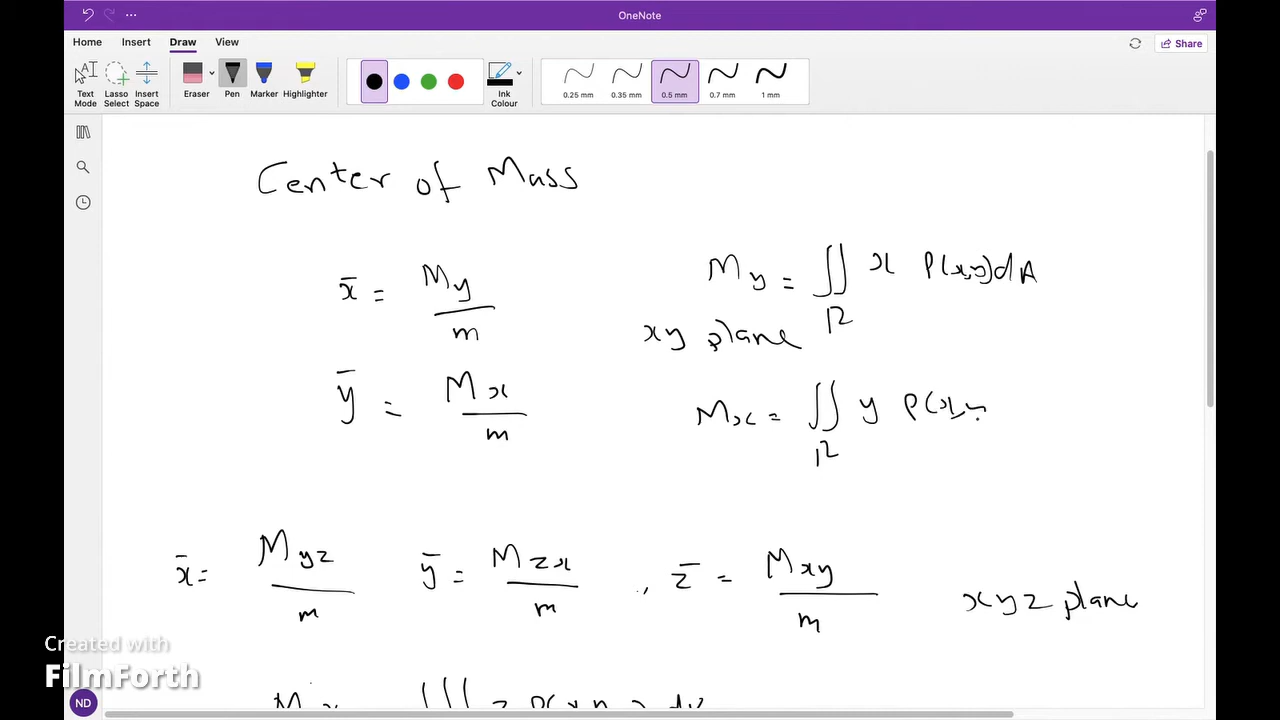 OneNote
Home Insert Draw View
Share
Text Mode
Lasso Select
Insert Space
Eraser
Pen
Marker
Highlighter
Ink Colour
0.25 mm
0.35 mm
0.5 mm
0.7 mm
1 mm
Center of Mass
x̄ = My/m
My = ∬R x ρ(x,y)dA
xy plane
ȳ = Mx/m
Mx = ∬R y ρ(x,y
x̄ = Myz/m ȳ = Mzx/m , z̄ = Mxy/m xyz plane
Created with
FilmForth
ND